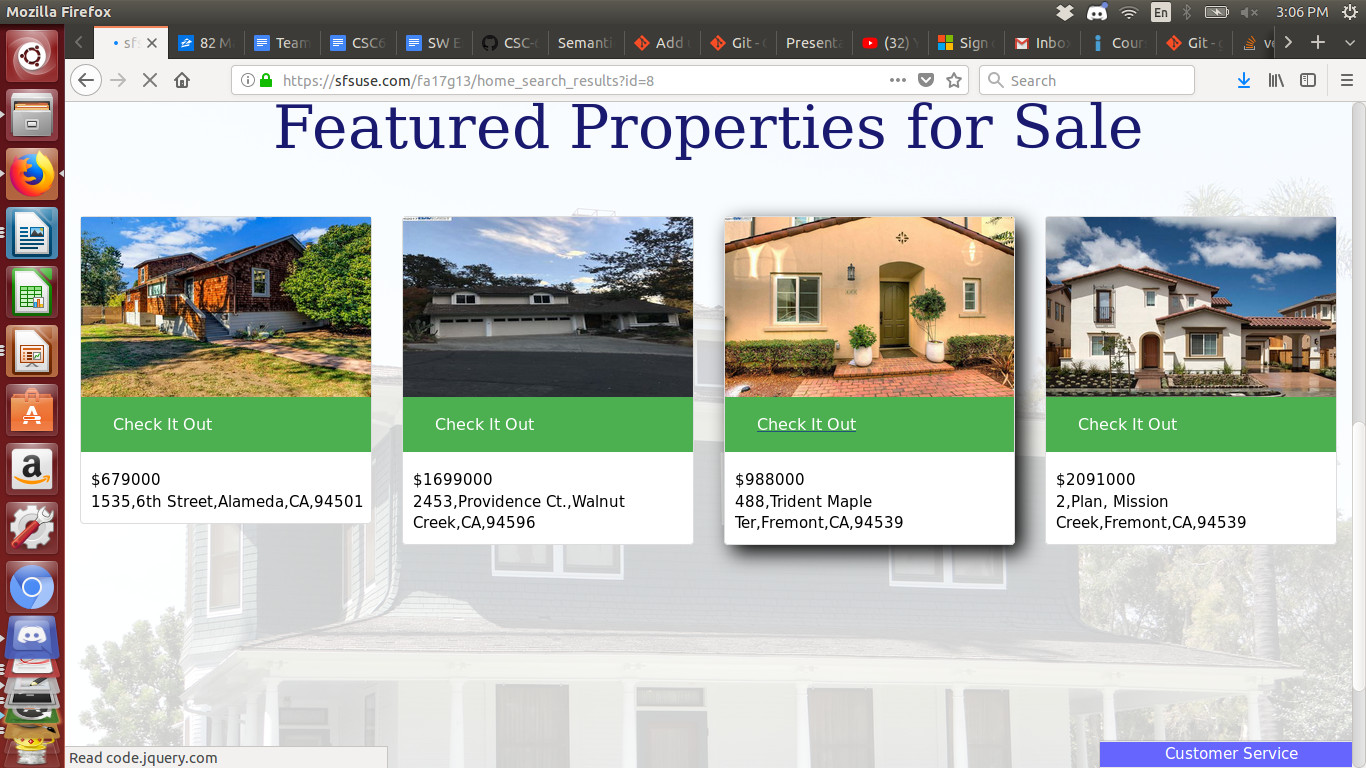 Mozilla Firefox
En
3:06 PM
sfs
82 M
Team
CSC6
SW E
CSC-
Semanti
Add
Git -
Present
(32)
Sign
Inbox
Cour
Git -
https://sfsuse.com/fa17g13/home_search_results?id=8
Search
Featured Properties for Sale
Check It Out
$679000
1535,6th Street,Alameda,CA,94501
Check It Out
$1699000
2453,Providence Ct.,Walnut
Creek,CA,94596
Check It Out
$988000
488,Trident Maple
Ter,Fremont,CA,94539
Check It Out
$2091000
2,Plan, Mission
Creek,Fremont,CA,94539
Read code.jquery.com
Customer Service